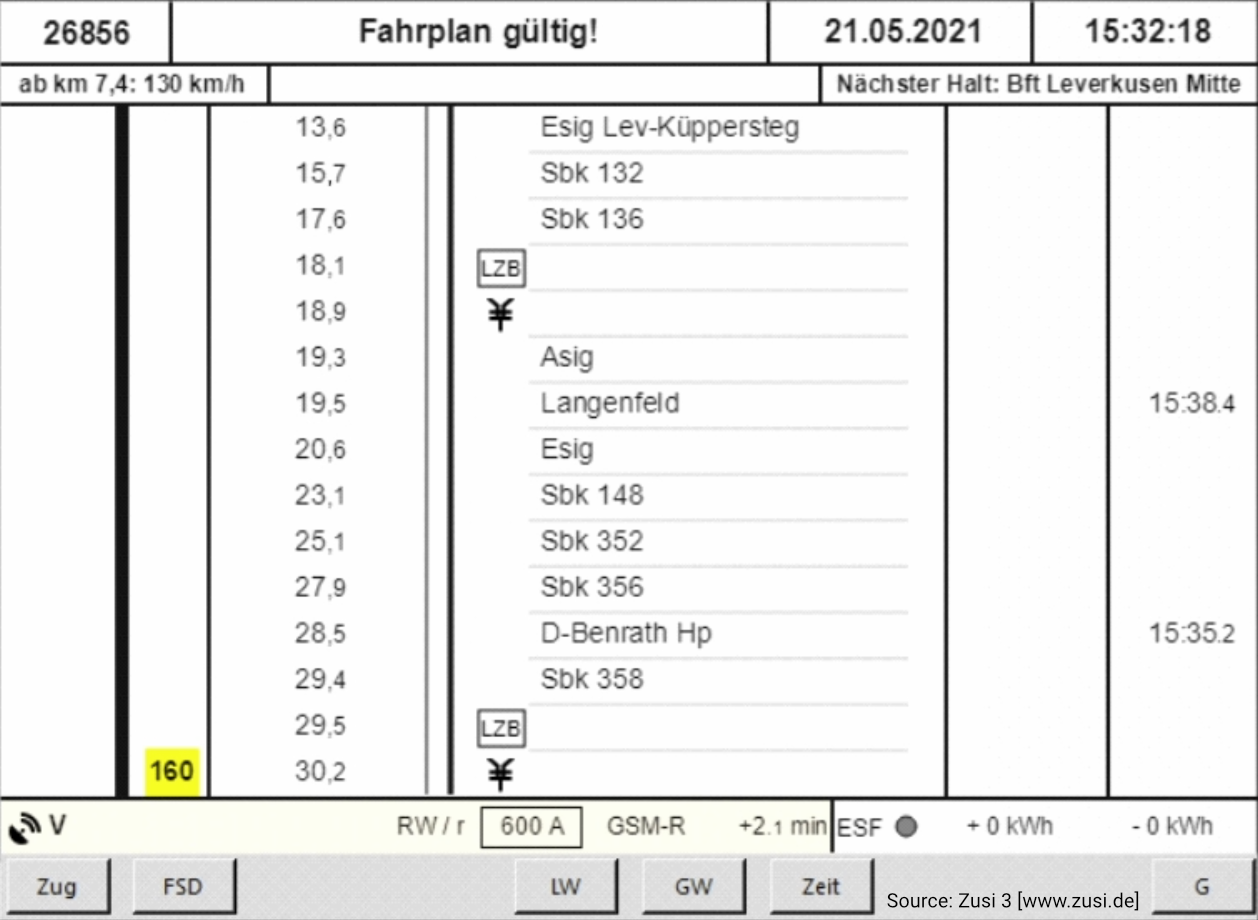 26856 Fahrplan gültig! 21.05.2021 15:32:18
ab km 7,4: 130 km/h Nächster Halt: Bft Leverkusen Mitte
13,6 Esig Lev-Küppersteg
15,7 Sbk 132
17,6 Sbk 136
18,1 LZB
18,9 ¥
19,3 Asig
19,5 Langenfeld 15:38.4
20,6 Esig
23,1 Sbk 148
25,1 Sbk 352
27,9 Sbk 356
28,5 D-Benrath Hp 15:35.2
29,4 Sbk 358
29,5 LZB
160 30,2 ¥
V RW / r 600 A GSM-R +2.1 min ESF + 0 kWh - 0 kWh
Zug FSD LW GW Zeit Source: Zusi 3 [www.zusi.de] G